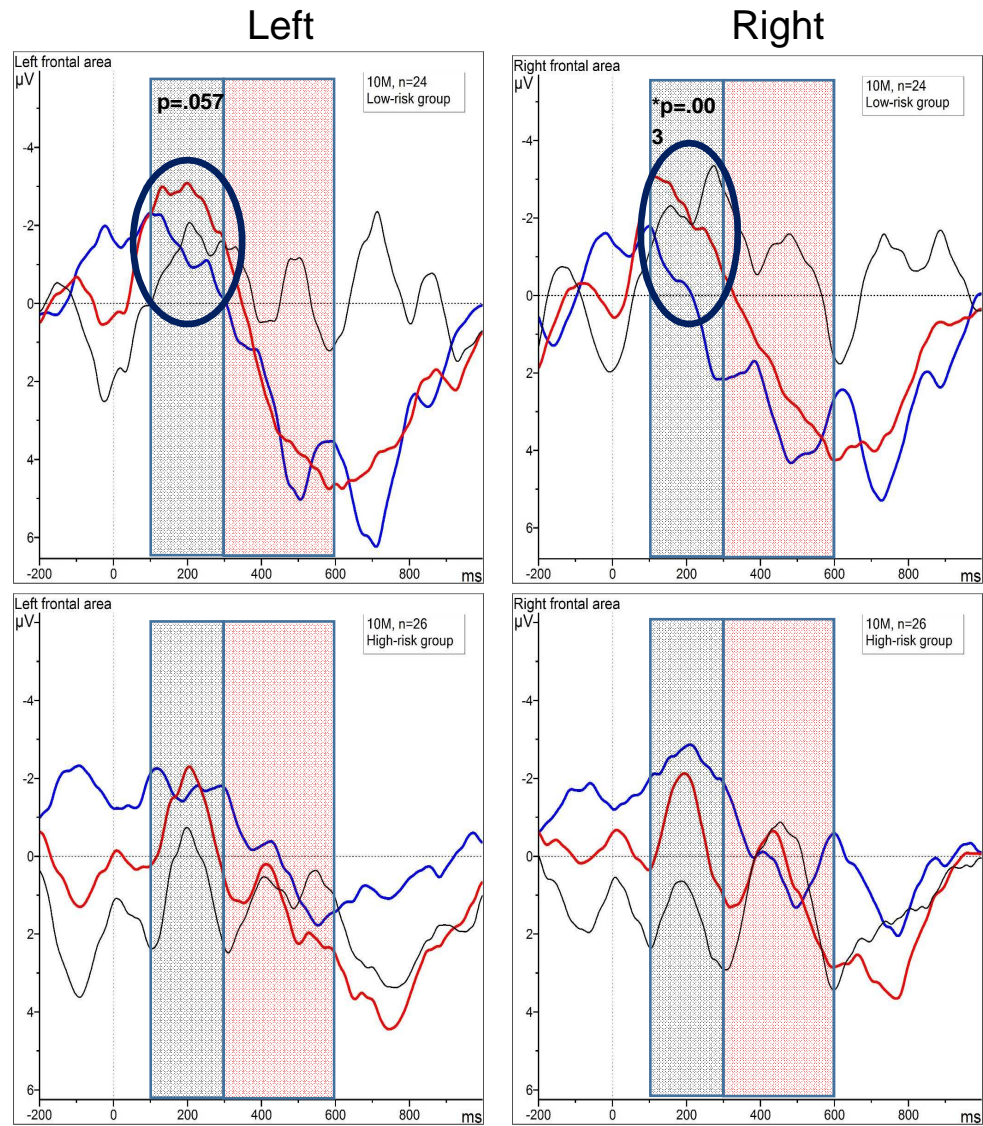 Left
Right
Left frontal area
µV
10M, n=24
Low-risk group
p=.057
-4
-2
0
2
4
6
-200
0
200
400
600
800
ms
Right frontal area
µV
10M, n=24
Low-risk group
*p=.00
3
-4
-2
0
2
4
6
-200
0
200
400
600
800
ms
Left frontal area
µV
10M, n=26
High-risk group
-4
-2
0
2
4
6
-200
0
200
400
600
800
ms
Right frontal area
µV
10M, n=26
High-risk group
-4
-2
0
2
4
6
-200
0
200
400
600
800
ms